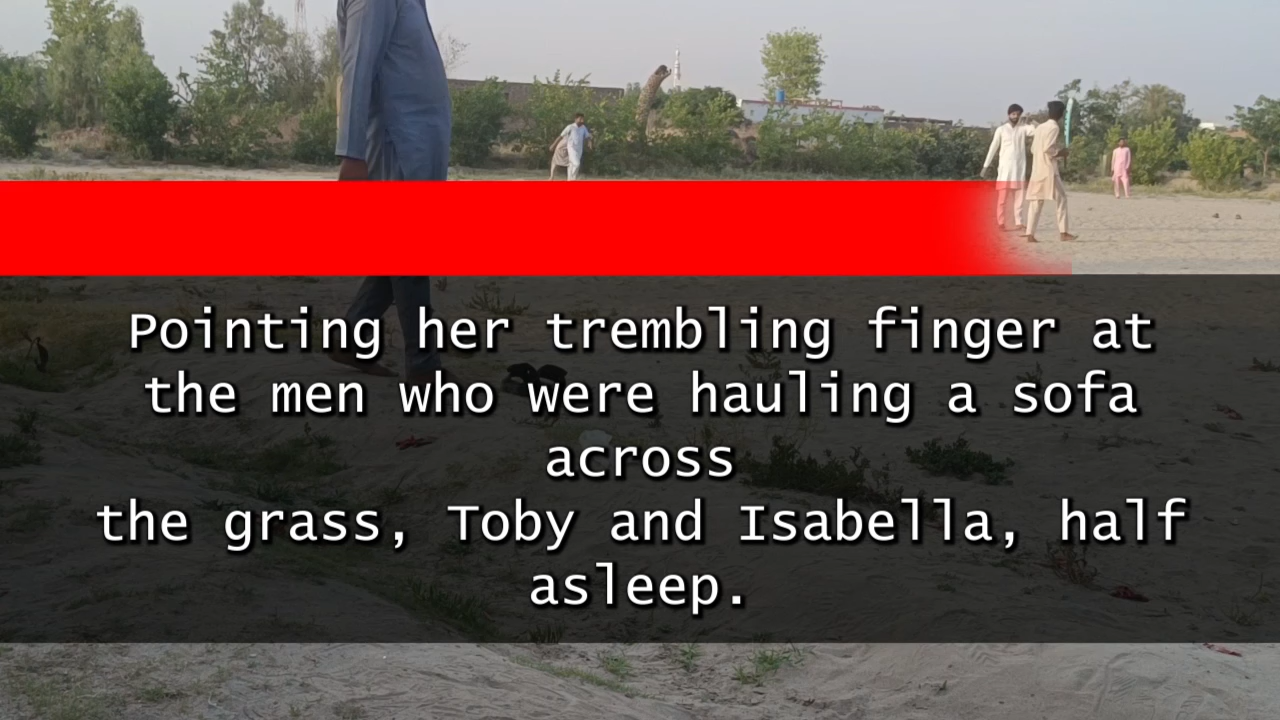 Pointing her trembling finger at
the men who were hauling a sofa
across
the grass, Toby and Isabella, half
asleep.